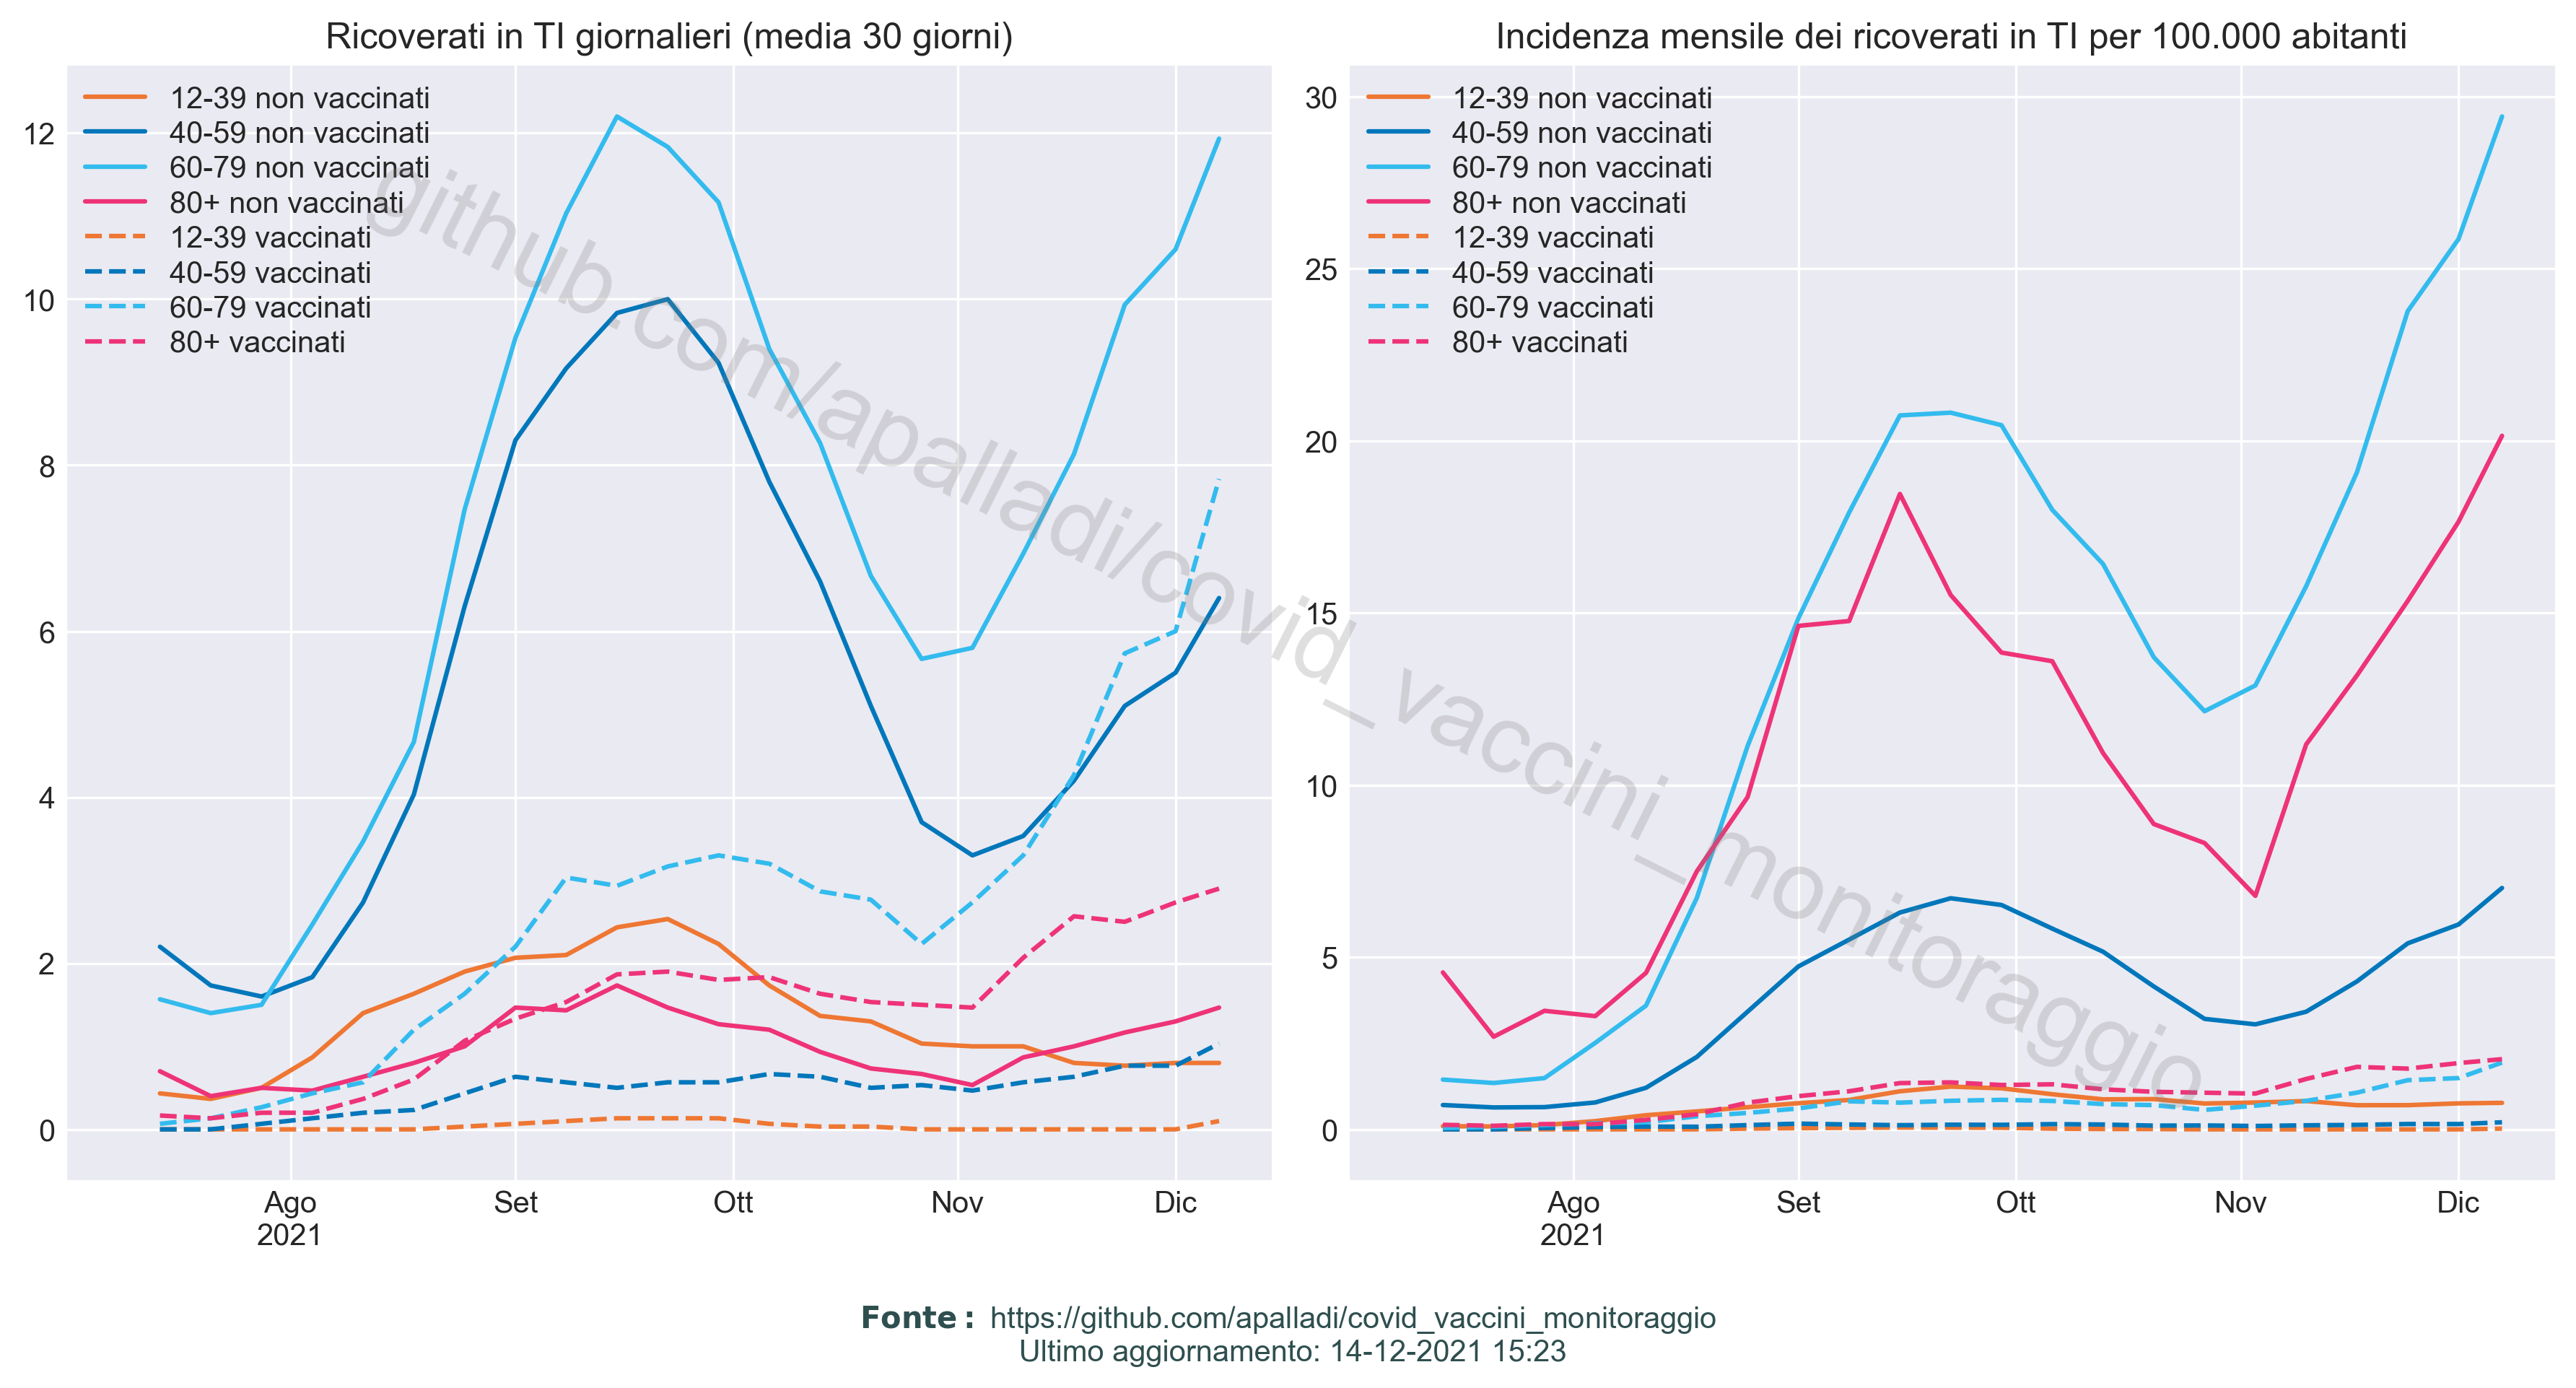 Ricoverati in TI giornalieri (media 30 giorni)
12-39 non vaccinati
40-59 non vaccinati
60-79 non vaccinati
80+ non vaccinati
12-39 vaccinati
40-59 vaccinati
60-79 vaccinati
80+ vaccinati
12
10
8
6
4
2
0
Ago
2021
Set
Ott
Nov
Dic
Incidenza mensile dei ricoverati in TI per 100.000 abitanti
12-39 non vaccinati
40-59 non vaccinati
60-79 non vaccinati
80+ non vaccinati
12-39 vaccinati
40-59 vaccinati
60-79 vaccinati
80+ vaccinati
30
25
20
15
10
5
0
Ago
2021
Set
Ott
Nov
Dic
github.com/apalladi/covid_vaccini_monitoraggio
Fonte: https://github.com/apalladi/covid_vaccini_monitoraggio
Ultimo aggiornamento: 14-12-2021 15:23